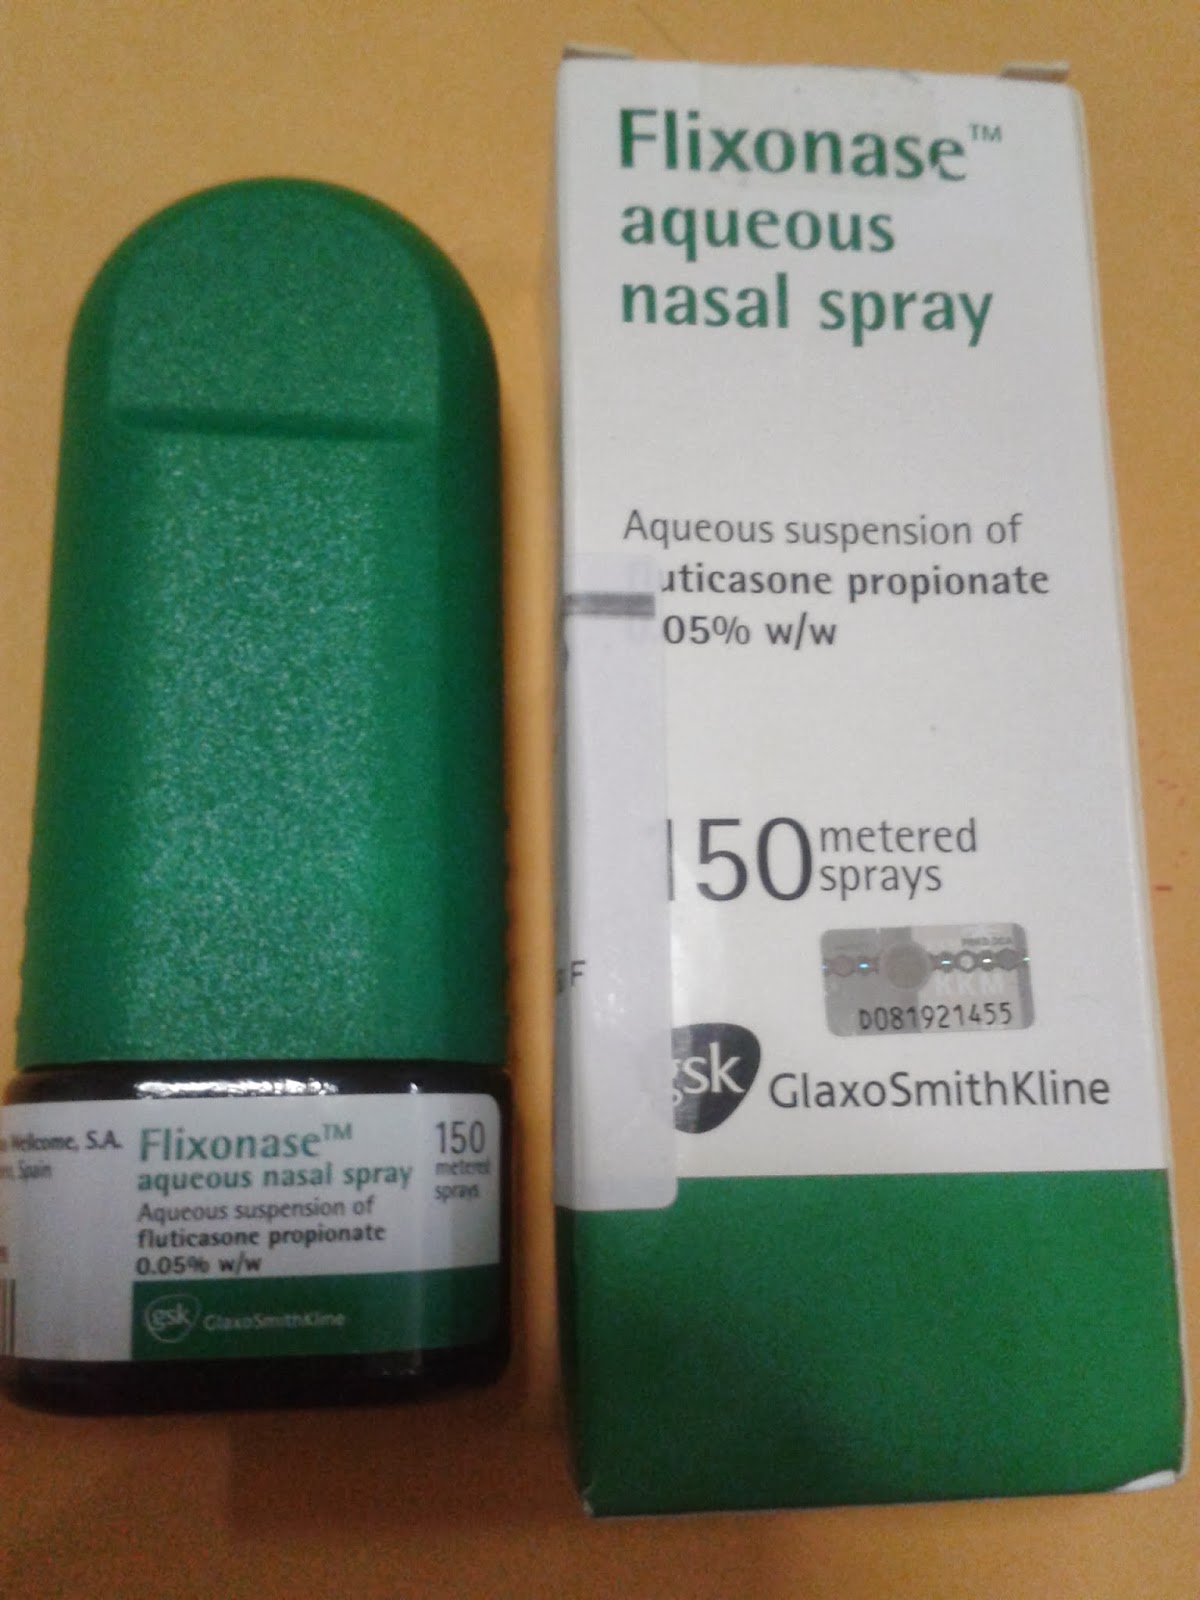 Flixonase™
aqueous
nasal spray
Aqueous suspension of
uticasone propionate
05% w/w
150 metered
sprays
KKM
D081921455
gsk GlaxoSmithKline
F
Wellcome, S.A.
Spain
Flixonase™
aqueous nasal spray
150
metered
sprays
Aqueous suspension of
fluticasone propionate
0.05% w/w
gsk GlaxoSmithKline